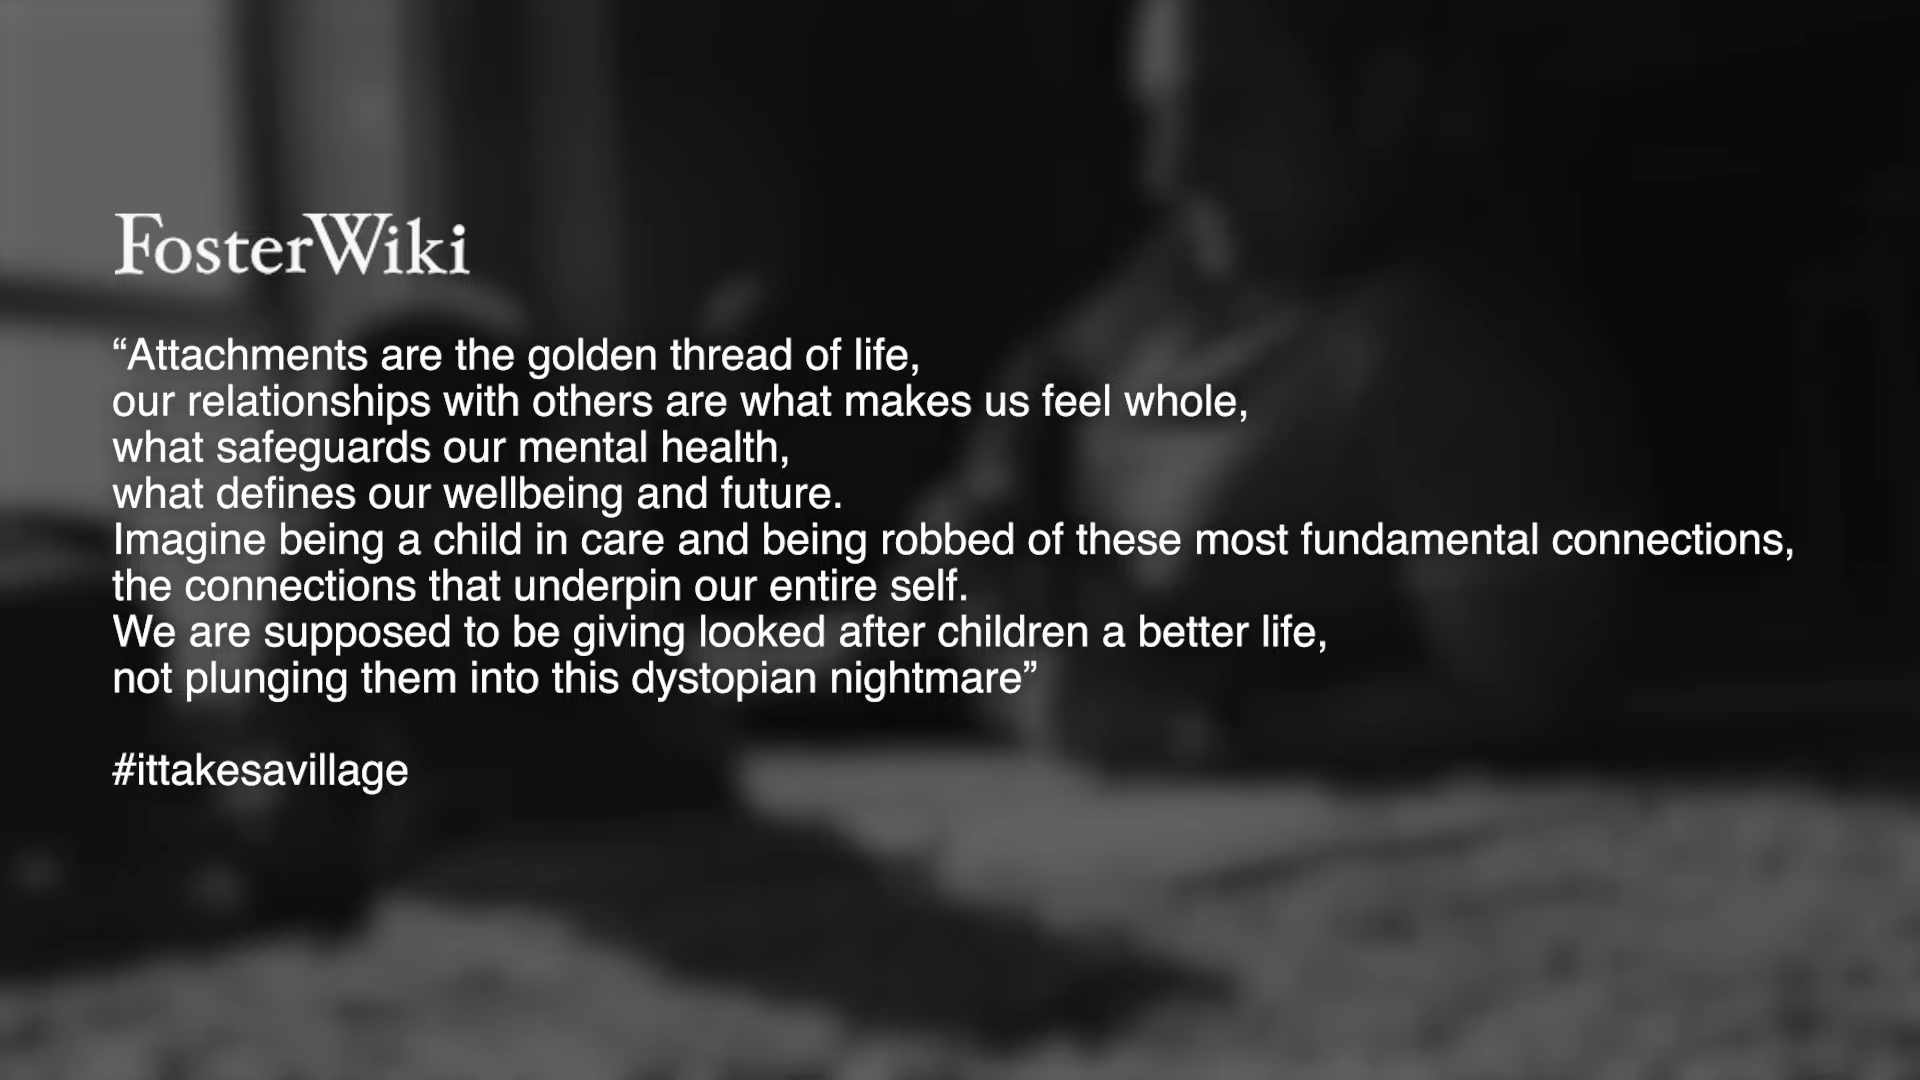 FosterWiki
“Attachments are the golden thread of life,
our relationships with others are what makes us feel whole,
what safeguards our mental health,
what defines our wellbeing and future.
Imagine being a child in care and being robbed of these most fundamental connections,
the connections that underpin our entire self.
We are supposed to be giving looked after children a better life,
not plunging them into this dystopian nightmare”
#ittakesavillage